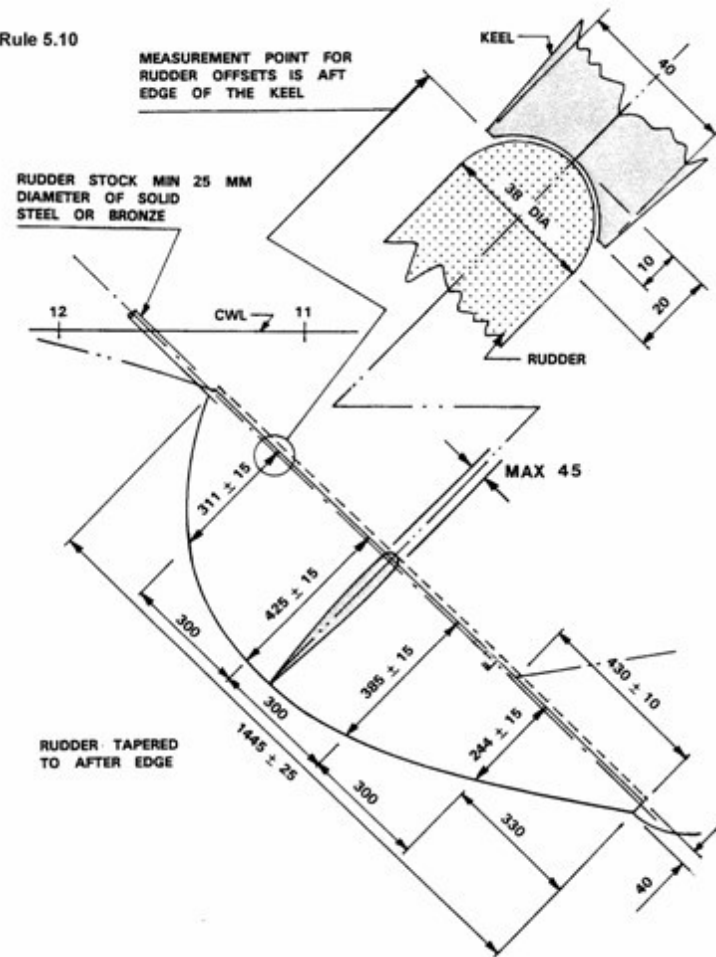 Rule 5.10
MEASUREMENT POINT FOR
RUDDER OFFSETS IS AFT
EDGE OF THE KEEL
KEEL
40
RUDDER STOCK MIN 25 MM
DIAMETER OF SOLID
STEEL OR BRONZE
38 DIA
10
20
RUDDER
12
CWL
11
MAX 45
311 ± 15
425 ± 15
385 ± 15
244 ± 15
430 ± 10
300
300
300
330
1445 ± 25
40
RUDDER TAPERED
TO AFTER EDGE